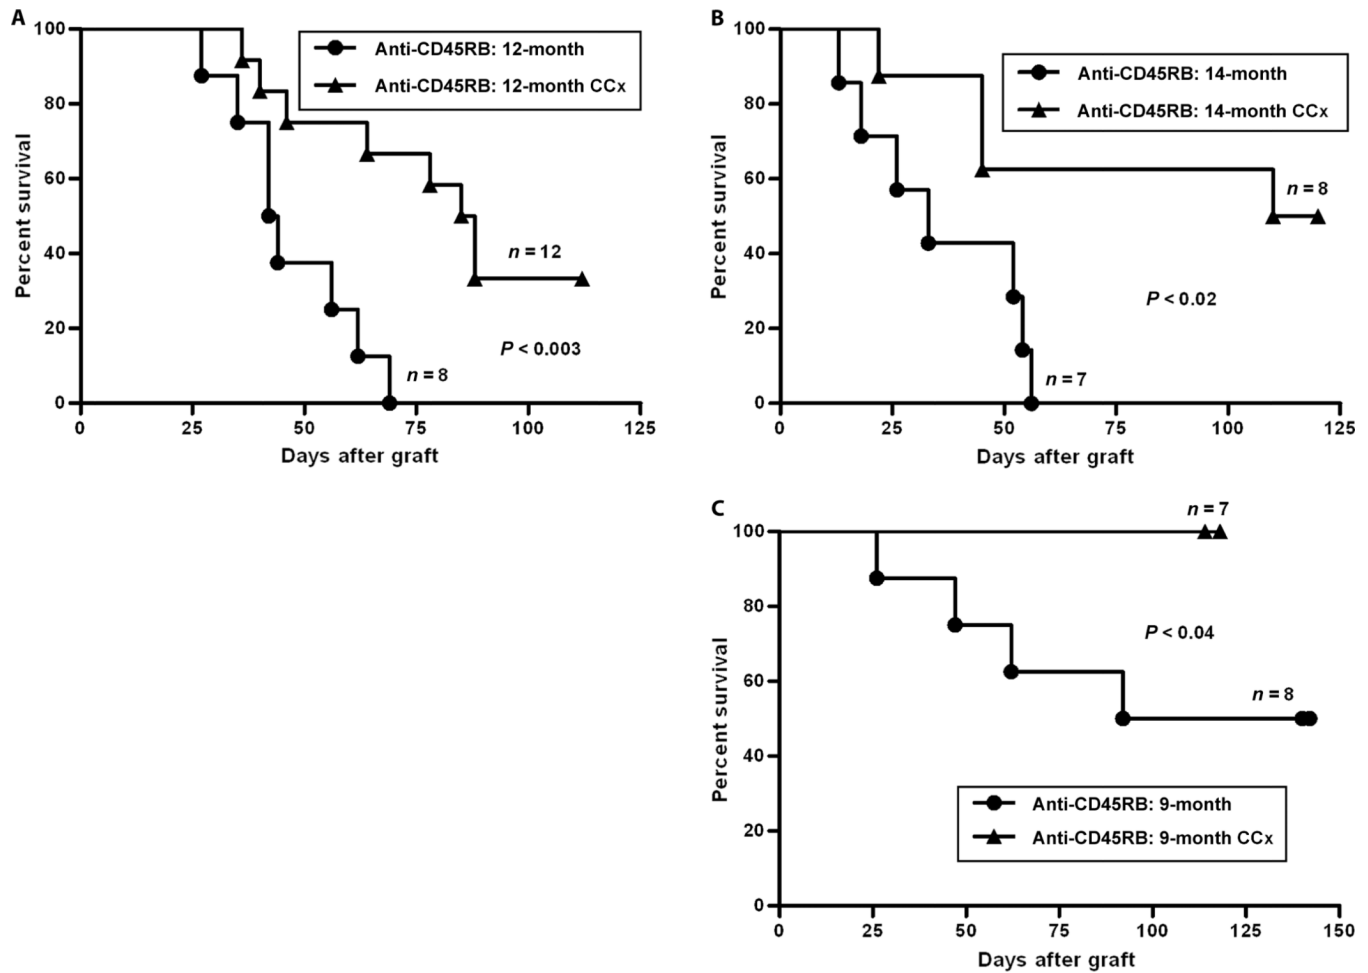 A
Anti-CD45RB: 12-month
Anti-CD45RB: 12-month CCx
Percent survival
100
80
60
40
20
0
n = 12
P < 0.003
n = 8
0 25 50 75 100 125
Days after graft
B
Anti-CD45RB: 14-month
Anti-CD45RB: 14-month CCx
Percent survival
100
80
60
40
20
0
n = 8
P < 0.02
n = 7
0 25 50 75 100 125
Days after graft
C
n = 7
Percent survival
100
80
60
40
20
0
P < 0.04
n = 8
Anti-CD45RB: 9-month
Anti-CD45RB: 9-month CCx
0 25 50 75 100 125 150
Days after graft